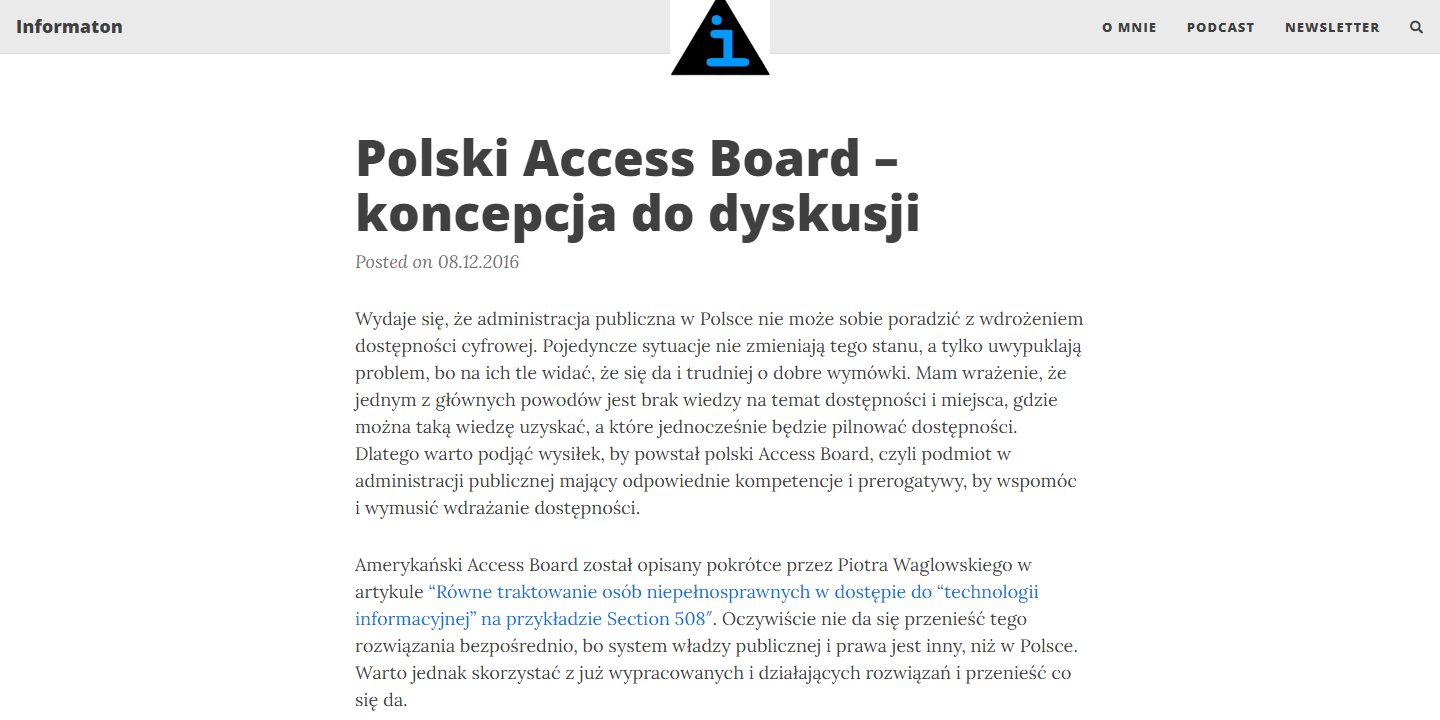 Informaton
i
O MNIE
PODCAST
NEWSLETTER
Polski Access Board –
koncepcja do dyskusji
Posted on 08.12.2016
Wydaje się, że administracja publiczna w Polsce nie może sobie poradzić z wdrożeniem
dostępności cyfrowej. Pojedyncze sytuacje nie zmieniają tego stanu, a tylko uwypuklają
problem, bo na ich tle widać, że się da i trudniej o dobre wymówki. Mam wrażenie, że
jednym z głównych powodów jest brak wiedzy na temat dostępności i miejsca, gdzie
można taką wiedzę uzyskać, a które jednocześnie będzie pilnować dostępności.
Dlatego warto podjąć wysiłek, by powstał polski Access Board, czyli podmiot w
administracji publicznej mający odpowiednie kompetencje i prerogatywy, by wspomóc
i wymusić wdrażanie dostępności.
Amerykański Access Board został opisany pokrótce przez Piotra Waglowskiego w
artykule “Równe traktowanie osób niepełnosprawnych w dostępie do “technologii
informacyjnej” na przykładzie Section 508″. Oczywiście nie da się przenieść tego
rozwiązania bezpośrednio, bo system władzy publicznej i prawa jest inny, niż w Polsce.
Warto jednak skorzystać z już wypracowanych i działających rozwiązań i przenieść co
się da.